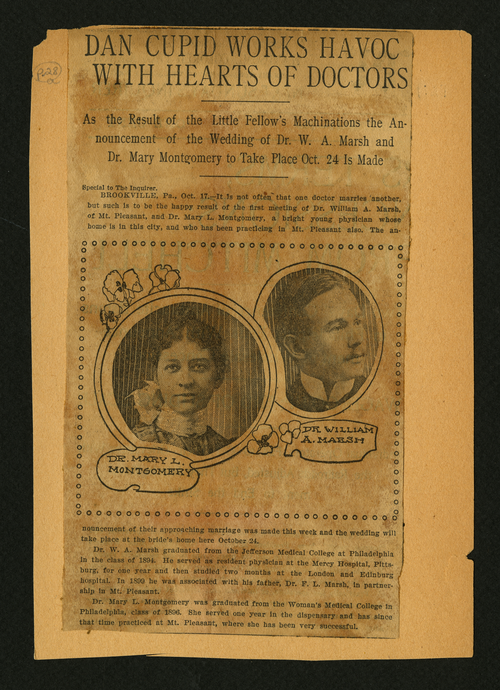 DAN CUPID WORKS HAVOC
WITH HEARTS OF DOCTORS
As the Result of the Little Fellow's Machinations the An-
nouncement of the Wedding of Dr. W. A. Marsh and
Dr. Mary Montgomery to Take Place Oct. 24 Is Made
Special to The Inquirer.
BROOKVILLE, Pa., Oct. 17.—It is not often that one doctor marries another,
but such is to be the happy result of the first meeting of Dr. William A. Marsh,
of Mt. Pleasant, and Dr. Mary L. Montgomery, a bright young physician whose
home is in this city, and who has been practicing in Mt. Pleasant also. The an-
DR. MARY L.
MONTGOMERY
DR WILLIAM
A. MARSH
nouncement of their approaching marriage was made this week and the wedding will
take place at the bride's home here October 24.
Dr. W. A. Marsh graduated from the Jefferson Medical College at Philadelphia
in the class of 1894. He served as resident physician at the Mercy Hospital, Pitts-
burg, for one year and then studied two months at the London and Edinburg
hospital. In 1899 he was associated with his father, Dr. F. L. Marsh, in partner-
ship in Mt. Pleasant.
Dr. Mary L. Montgomery was graduated from the Woman's Medical College in
Philadelphia, class of 1896. She served one year in the dispensary and has since
that time practiced at Mt. Pleasant, where she has been very successful.